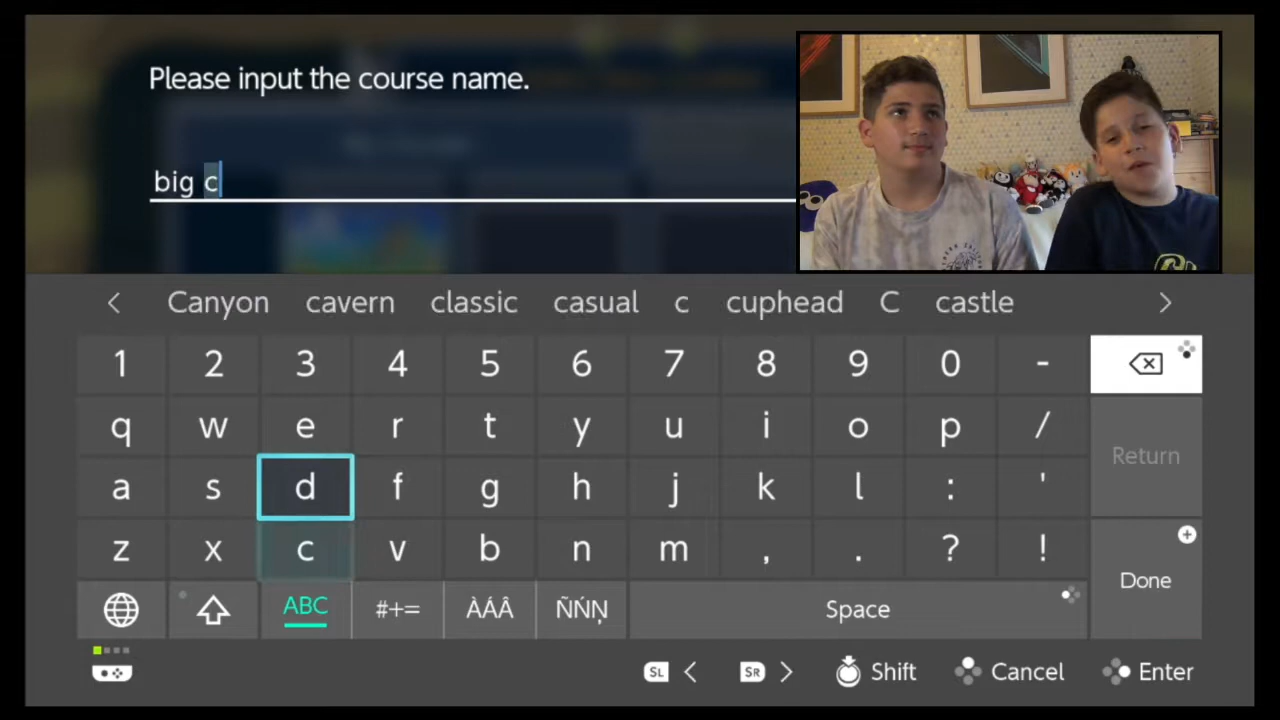 Please input the course name.
big c
Canyon cavern classic casual c cuphead C castle
1 2 3 4 5 6 7 8 9 0 -
q w e r t y u i o p /
Return
a s d f g h j k l : '
z x c v b n m , . ? !
Done
ABC #+= ÀÁÂ ÑŃŅ Space
SL SR Shift Cancel Enter